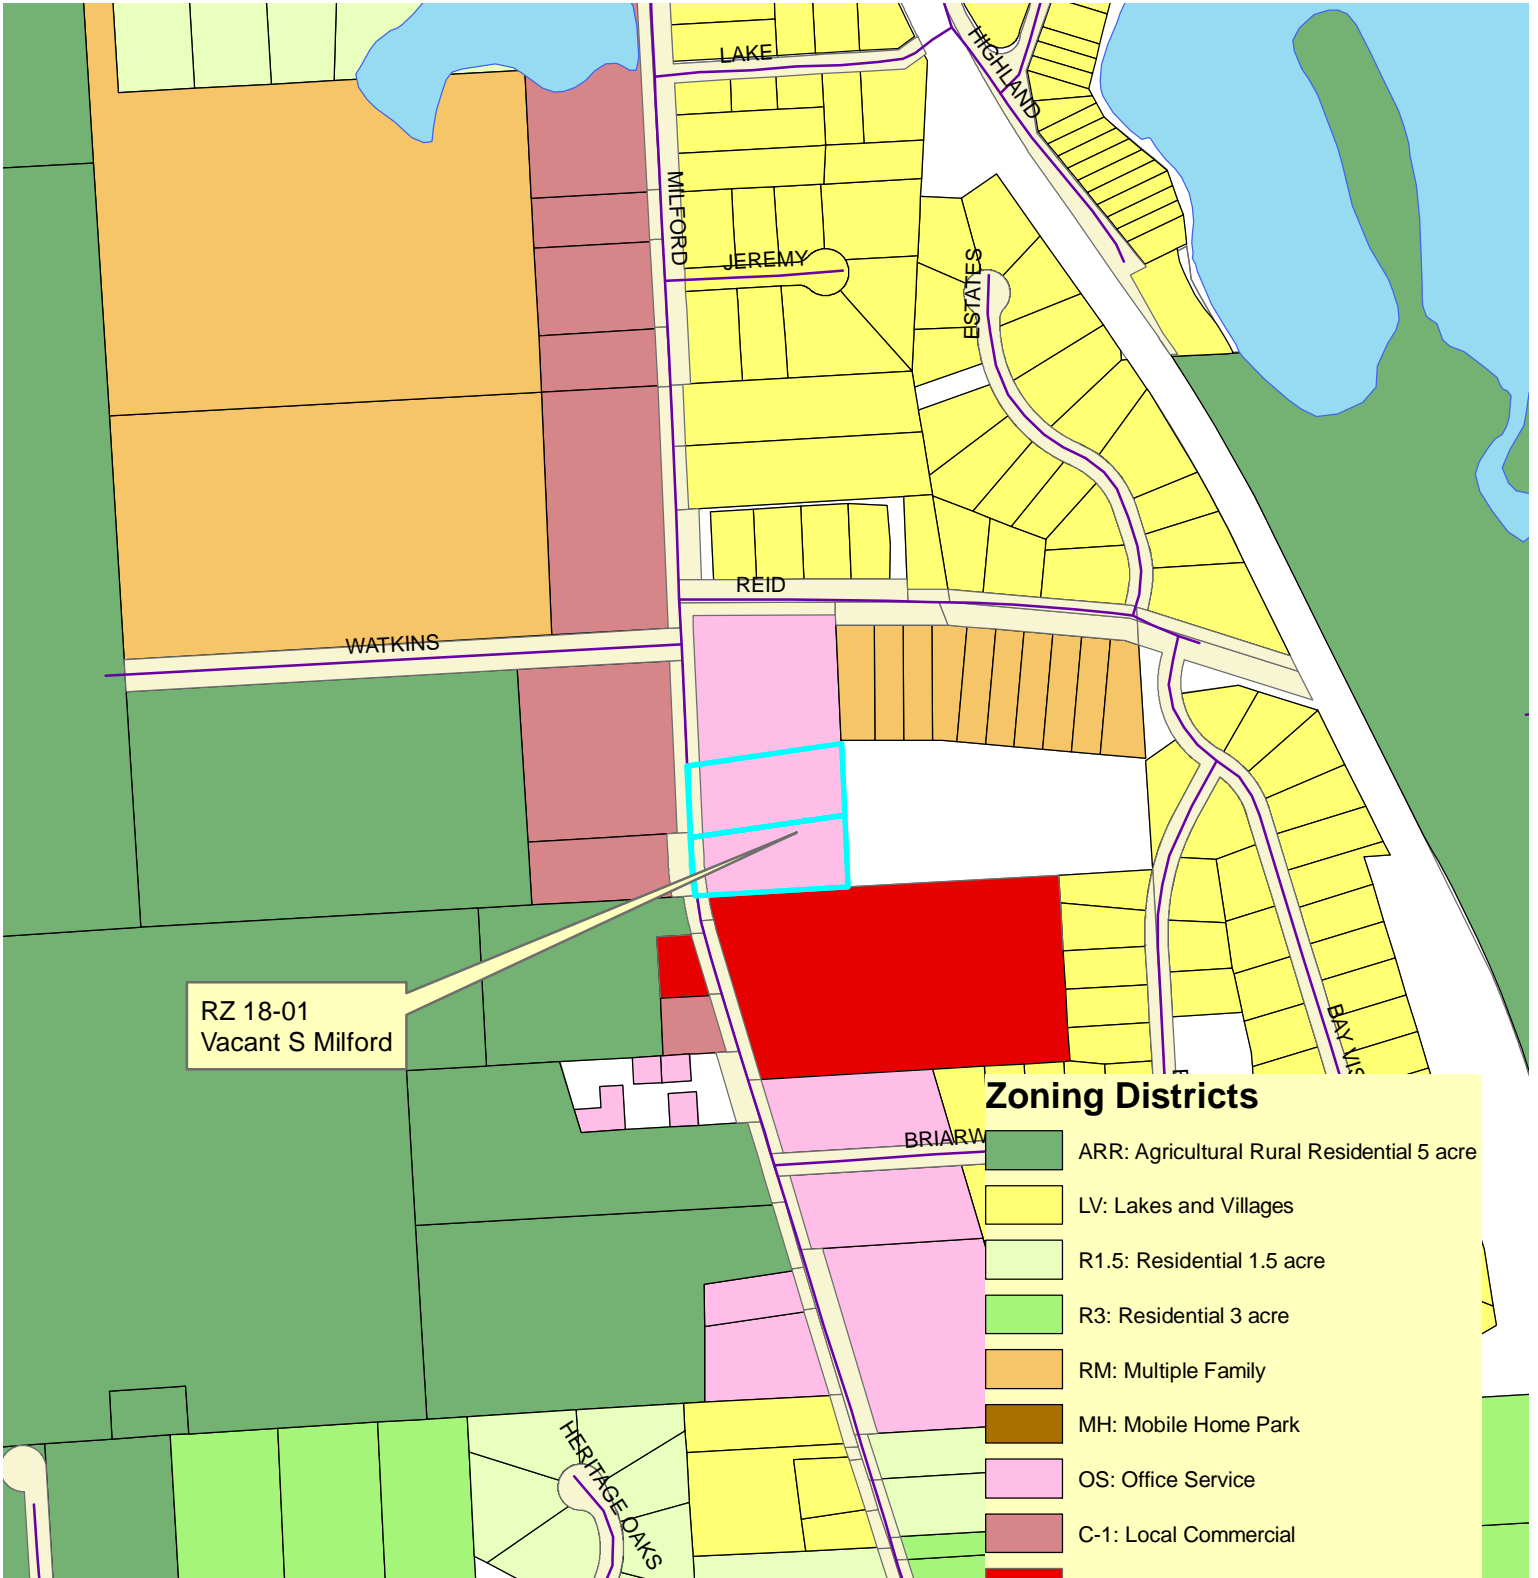 LAKE
HIGHLAND
MILFORD
JEREMY
ESTATES
REID
WATKINS
RZ 18-01
Vacant S Milford
BAY VIS
BRIARW
HERITAGE OAKS
Zoning Districts
ARR: Agricultural Rural Residential 5 acre
LV: Lakes and Villages
R1.5: Residential 1.5 acre
R3: Residential 3 acre
RM: Multiple Family
MH: Mobile Home Park
OS: Office Service
C-1: Local Commercial